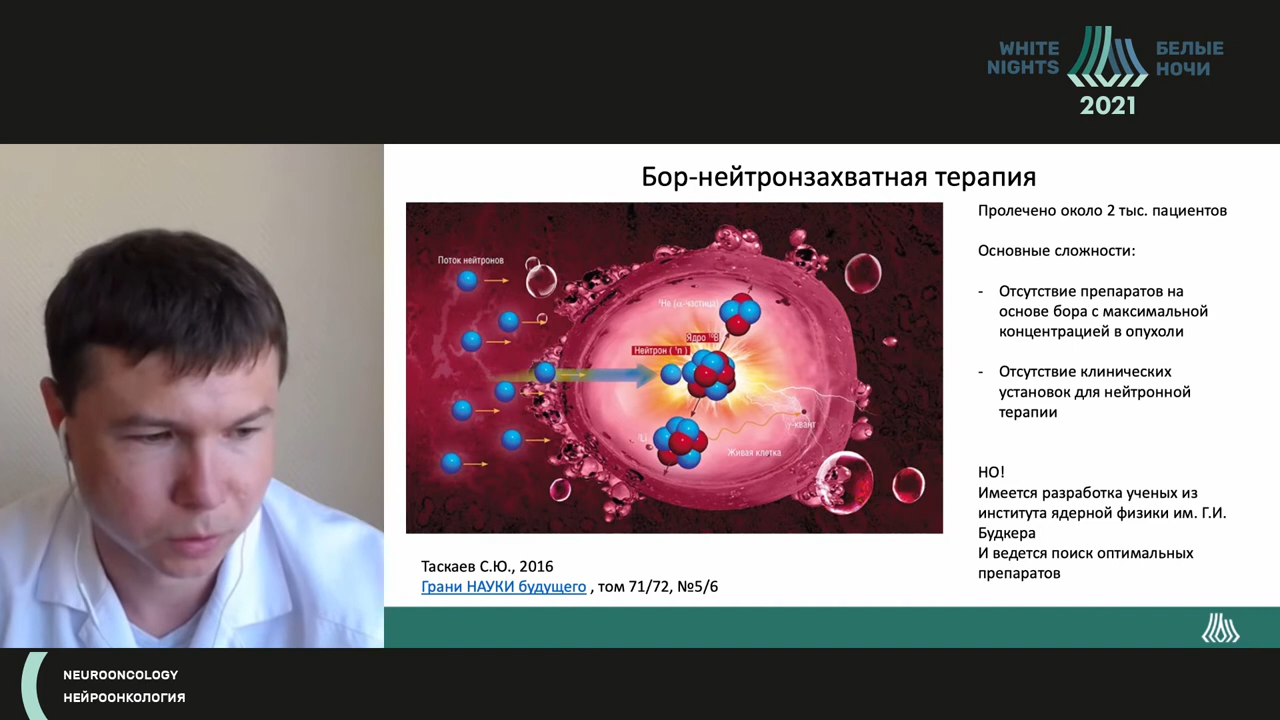 WHITE
NIGHTS
БЕЛЫЕ
НОЧИ
2021
Бор-нейтронзахватная терапия
Поток нейтронов
⁴He (α-частица)
Ядро ¹⁰B
Нейтрон (¹n)
⁷Li
γ-квант
Живая клетка
Таскаев С.Ю., 2016
Грани НАУКИ будущего , том 71/72, №5/6
Пролечено около 2 тыс. пациентов
Основные сложности:
- Отсутствие препаратов на
основе бора с максимальной
концентрацией в опухоли
- Отсутствие клинических
установок для нейтронной
терапии
НО!
Имеется разработка ученых из
института ядерной физики им. Г.И.
Будкера
И ведется поиск оптимальных
препаратов
NEUROONCOLOGY
НЕЙРООНКОЛОГИЯ